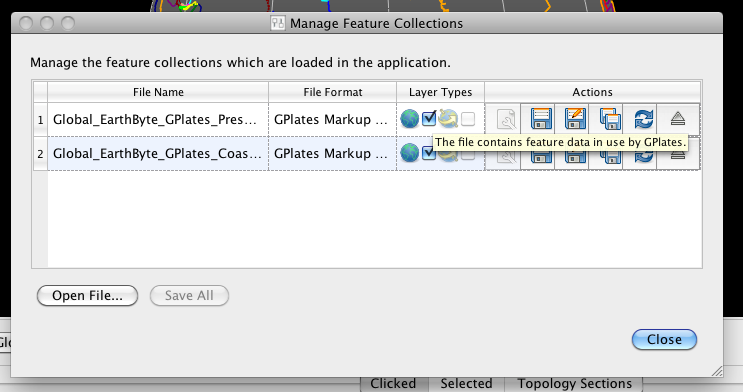 Manage Feature Collections
Manage the feature collections which are loaded in the application.
File Name File Format Layer Types Actions
1 Global_EarthByte_GPlates_Pres... GPlates Markup ...
The file contains feature data in use by GPlates.
2 Global_EarthByte_GPlates_Coas... GPlates Markup ...
Open File... Save All
Close
Clicked Selected Topology Sections